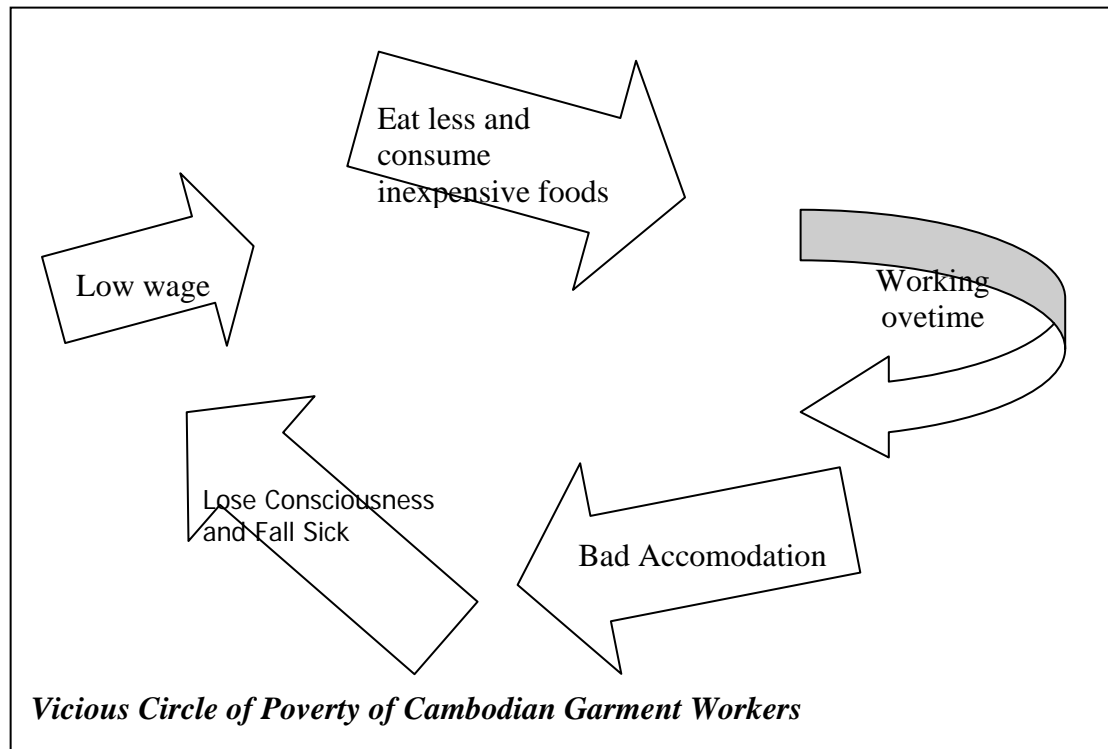 Eat less and
consume
inexpensive foods
Low wage
Working
ovetime
Lose Consciousness
and Fall Sick
Bad Accomodation
Vicious Circle of Poverty of Cambodian Garment Workers